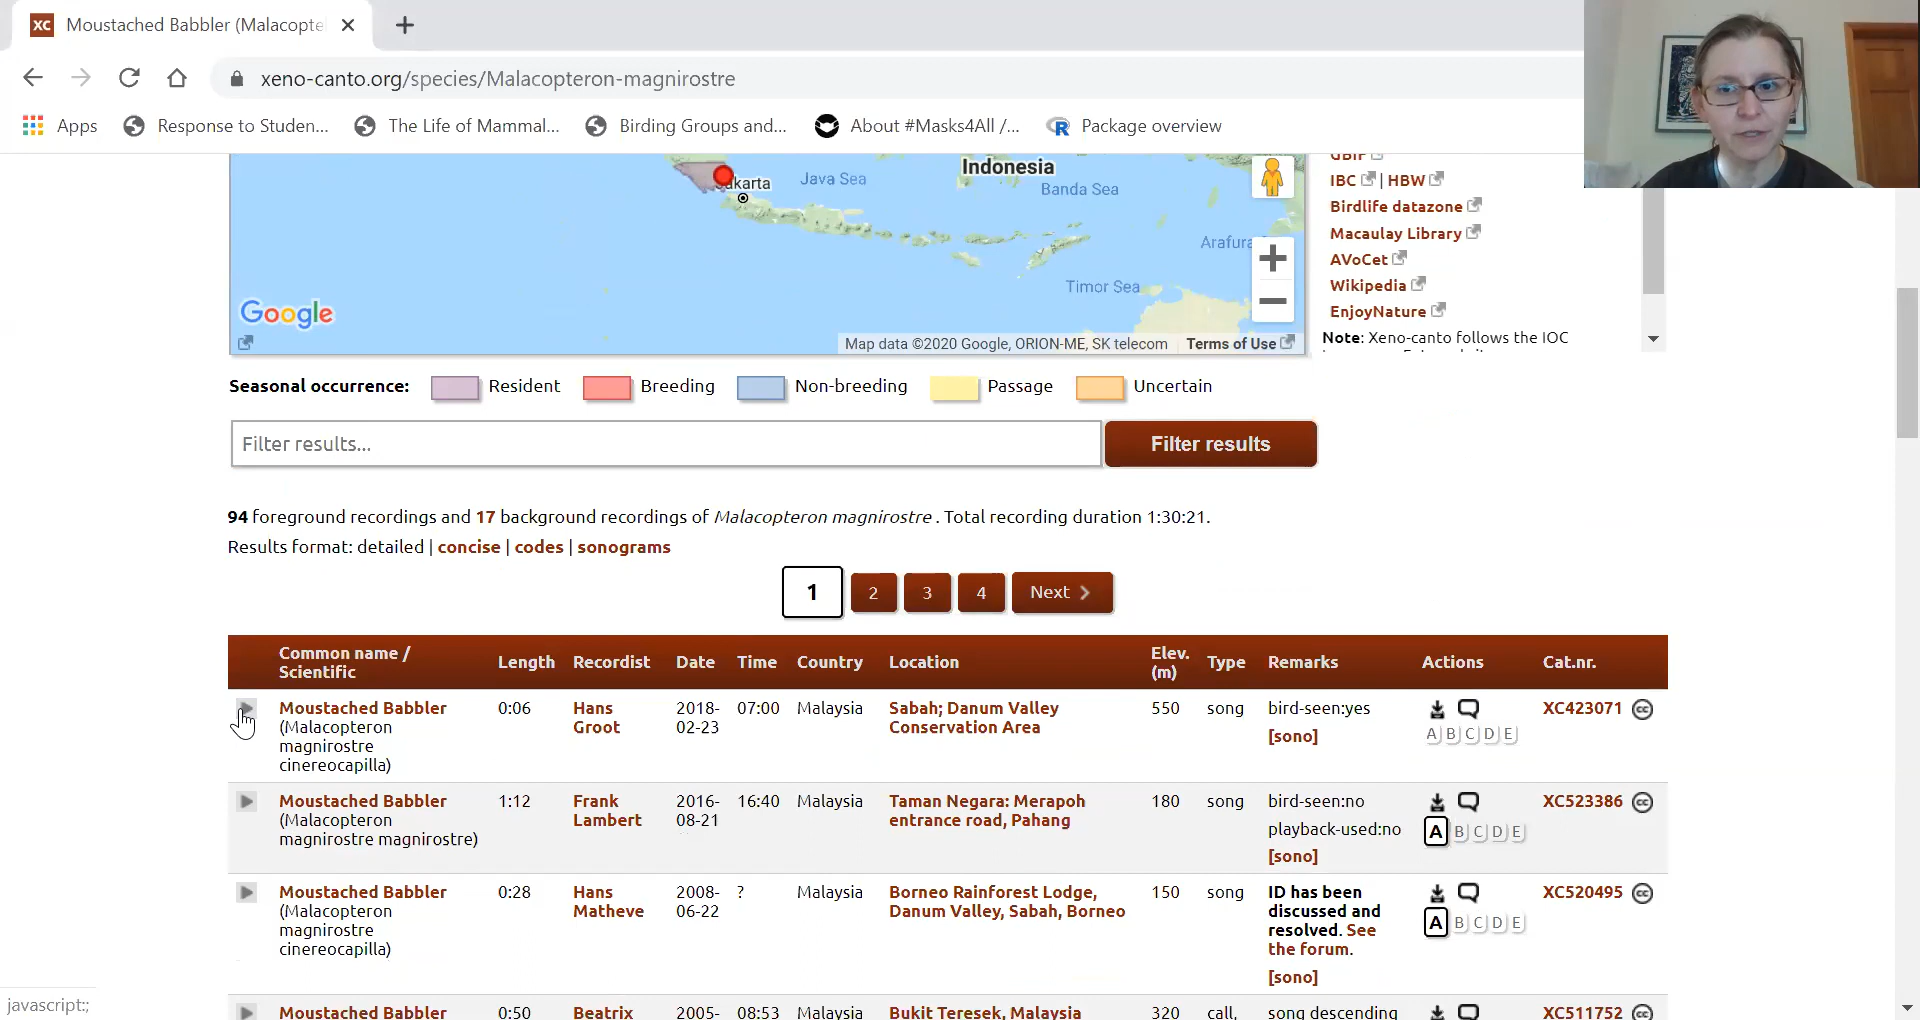 XC Moustached Babbler (Malacopte
xeno-canto.org/species/Malacopteron-magnirostre
Apps Response to Studen... The Life of Mammal... Birding Groups and... About #Masks4All /... Package overview
Indonesia
Jakarta Java Sea
Banda Sea
Arafura
Timor Sea
Google
Map data ©2020 Google, ORION-ME, SK telecom Terms of Use
GBIF
IBC | HBW
Birdlife datazone
Macaulay Library
AVoCet
Wikipedia
EnjoyNature
Note: Xeno-canto follows the IOC
Seasonal occurrence: Resident Breeding Non-breeding Passage Uncertain
Filter results... Filter results
94 foreground recordings and 17 background recordings of Malacopteron magnirostre . Total recording duration 1:30:21.
Results format: detailed | concise | codes | sonograms
1 2 3 4 Next
Common name / Scientific Length Recordist Date Time Country Location Elev. (m) Type Remarks Actions Cat.nr.
Moustached Babbler 0:06 Hans 2018- 07:00 Malaysia Sabah; Danum Valley 550 song bird-seen:yes XC423071 cc
(Malacopteron Groot 02-23 Conservation Area [sono] A B C D E
magnirostre
cinereocapilla)
Moustached Babbler 1:12 Frank 2016- 16:40 Malaysia Taman Negara: Merapoh 180 song bird-seen:no XC523386 cc
(Malacopteron Lambert 08-21 entrance road, Pahang playback-used:no A B C D E
magnirostre magnirostre) [sono]
Moustached Babbler 0:28 Hans 2008- ? Malaysia Borneo Rainforest Lodge, 150 song ID has been XC520495 cc
(Malacopteron Matheve 06-22 Danum Valley, Sabah, Borneo discussed and A B C D E
magnirostre resolved. See
cinereocapilla) the forum.
[sono]
Moustached Babbler 0:50 Beatrix 2005- 08:53 Malaysia Bukit Teresek, Malaysia 320 call, song descending XC511752 cc
javascript:;